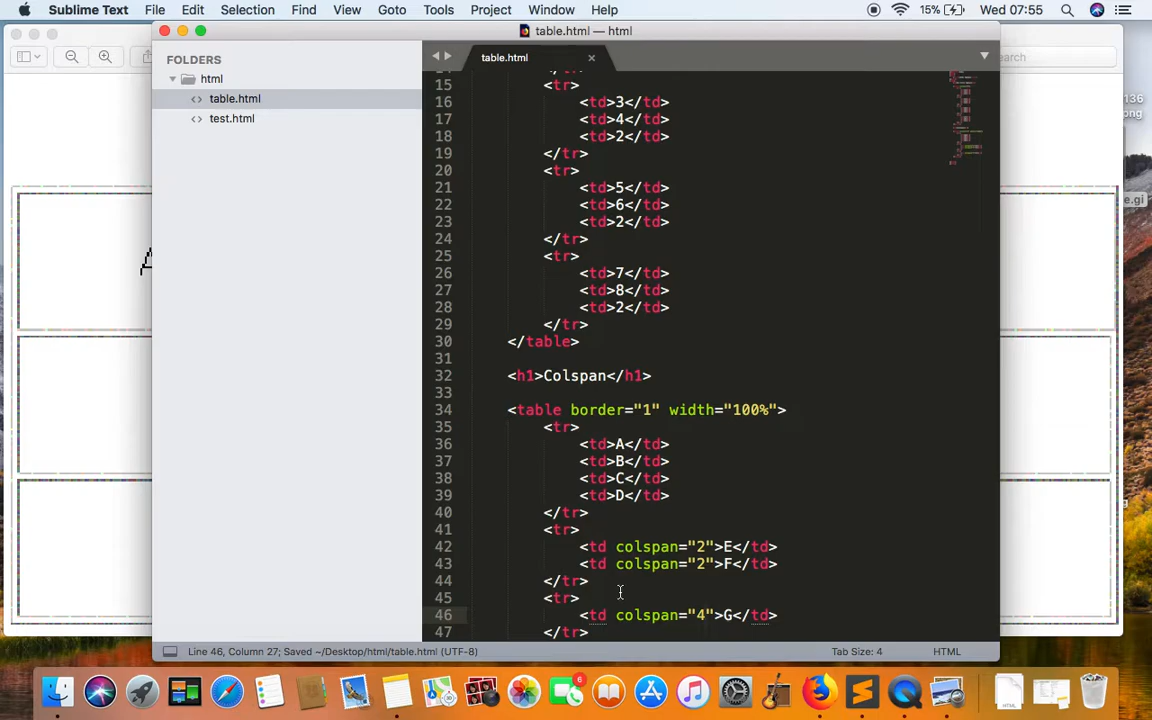 Sublime Text File Edit Selection Find View Goto Tools Project Window Help 15% Wed 07:55
table.html — html
FOLDERS
html
table.html
test.html
table.html
15 <tr>
16 <td>3</td>
17 <td>4</td>
18 <td>2</td>
19 </tr>
20 <tr>
21 <td>5</td>
22 <td>6</td>
23 <td>2</td>
24 </tr>
25 <tr>
26 <td>7</td>
27 <td>8</td>
28 <td>2</td>
29 </tr>
30 </table>
31
32 <h1>Colspan</h1>
33
34 <table border="1" width="100%">
35 <tr>
36 <td>A</td>
37 <td>B</td>
38 <td>C</td>
39 <td>D</td>
40 </tr>
41 <tr>
42 <td colspan="2">E</td>
43 <td colspan="2">F</td>
44 </tr>
45 <tr>
46 <td colspan="4">G</td>
47 </tr>
Line 46, Column 27; Saved ~/Desktop/html/table.html (UTF-8) Tab Size: 4 HTML
136
png
e.gi
6